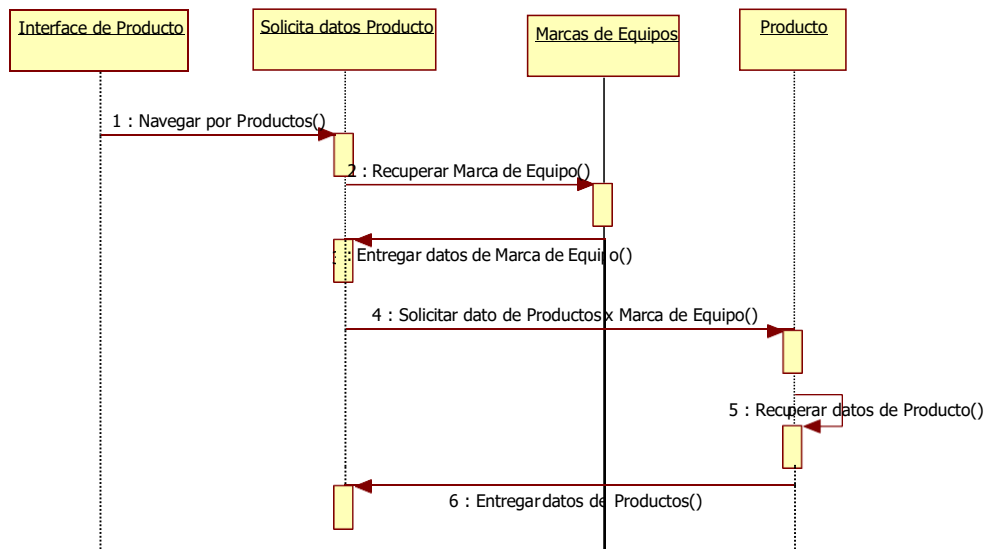 Interface de Producto
Solicita datos Producto
Marcas de Equipos
Producto
1 : Navegar por Productos()
2 : Recuperar Marca de Equipo()
: Entregar datos de Marca de Equipo()
4 : Solicitar dato de Productos x Marca de Equipo()
5 : Recuperar datos de Producto()
6 : Entregar datos de Productos()